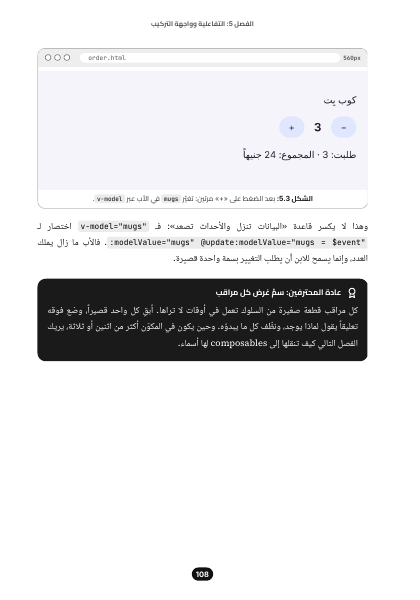 الفصل 5: التفاعلية وواجهة التركيب
order.html
560px
كوب يِت
− 3 +
طلبت: 3 · المجموع: 24 جنيهاً
الشكل 5.3: بعد الضغط على «+» مرتين: تغيّر mugs في الأب عبر v-model.
وهذا لا يكسر قاعدة «البيانات تنزل والأحداث تصعد»: فـ v-model="mugs" اختصار لـ
:modelValue="mugs" @update:modelValue="mugs = $event". فالأب ما زال يملك
العدد، وإنما يسمح للابن أن يطلب التغيير بسمة واحدة قصيرة.
عادة المحترفين: سمِّ غرض كل مراقب
كل مراقب قطعة صغيرة من السلوك تعمل في أوقات لا تراها. أبقِ كل واحد قصيراً، وضع فوقه
تعليقاً يقول لماذا يوجد، ونظّف كل ما يبدؤه. وحين يكون في المكوّن أكثر من اثنين أو ثلاثة، يريك
الفصل التالي كيف تنقلها إلى composables لها أسماء.
108